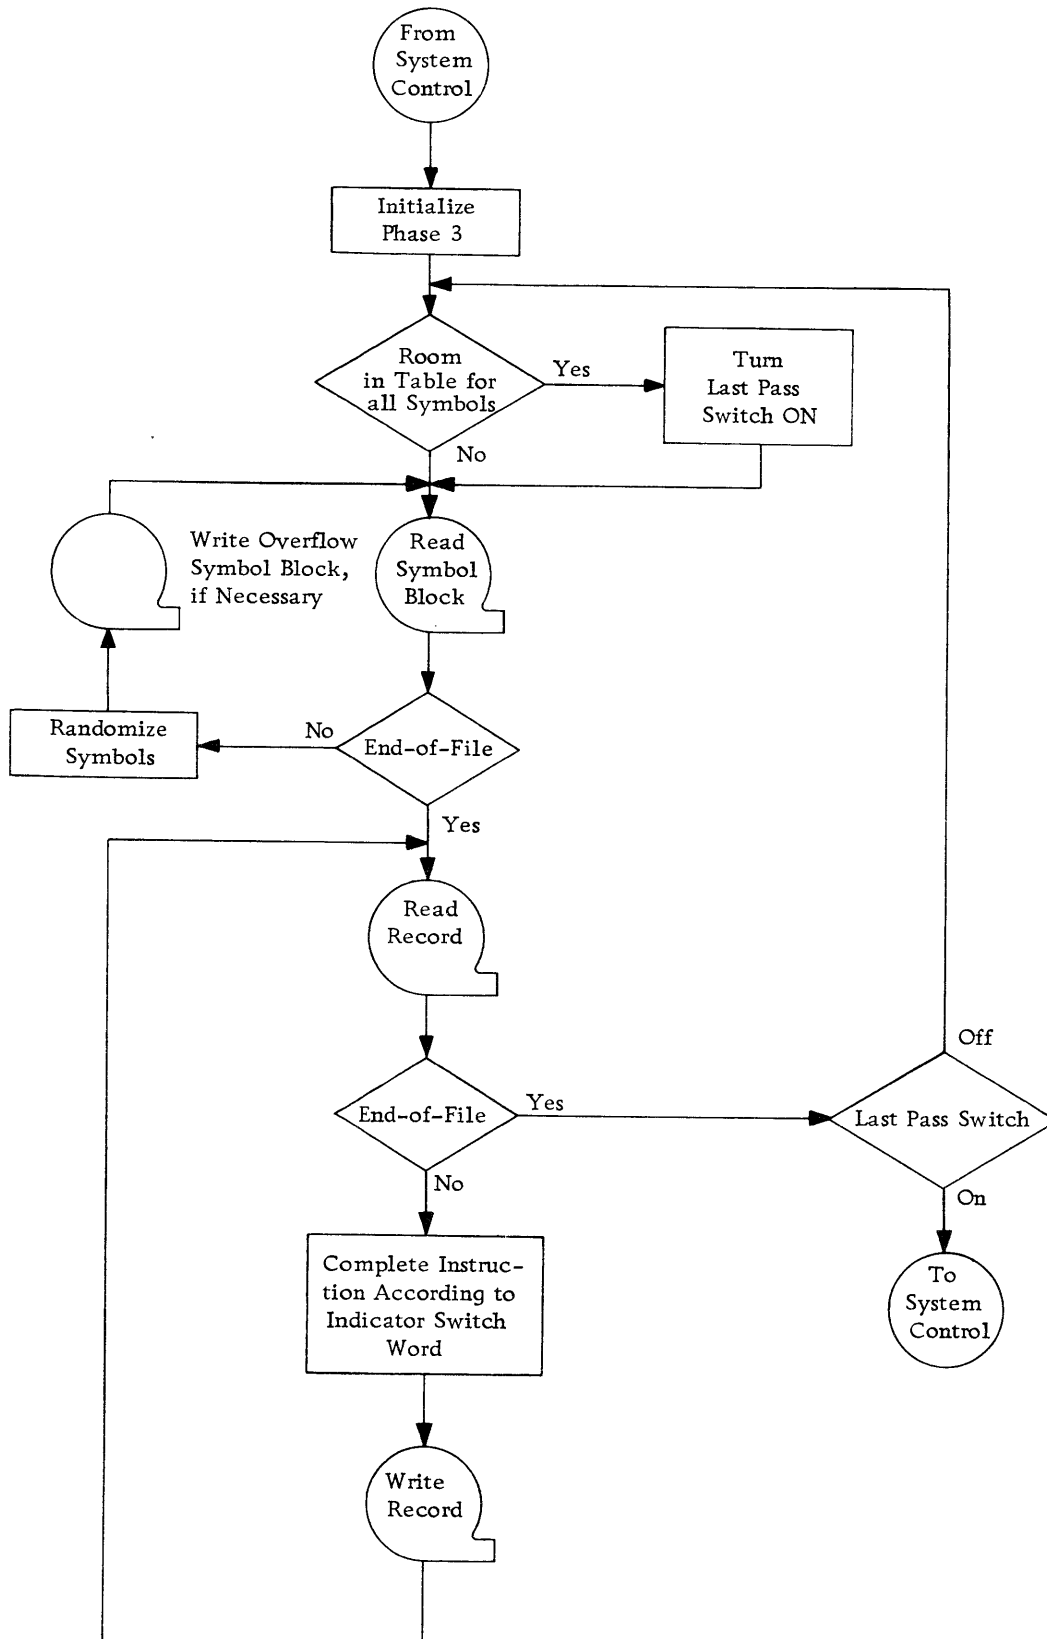 From
System
Control
Initialize
Phase 3
Room
in Table for
all Symbols
Yes
Turn
Last Pass
Switch ON
No
Write Overflow
Symbol Block,
if Necessary
Read
Symbol
Block
Randomize
Symbols
No
End-of-File
Yes
Read
Record
Off
End-of-File
Yes
Last Pass Switch
No
On
Complete Instruc-
tion According to
Indicator Switch
Word
To
System
Control
Write
Record